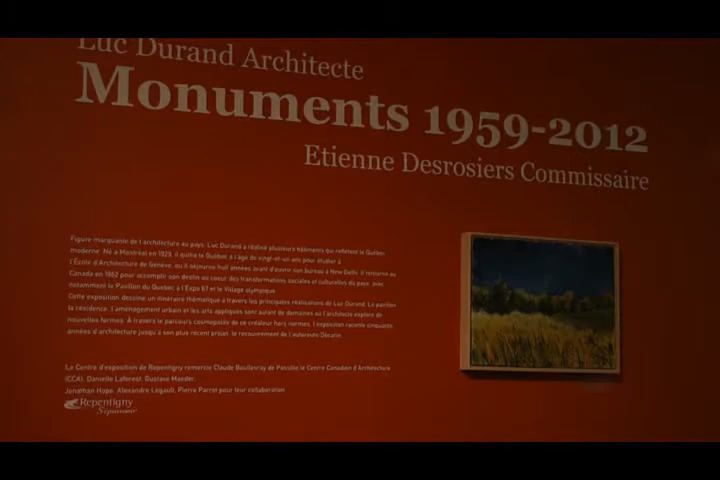 Luc Durand Architecte
Monuments 1959-2012
Etienne Desrosiers Commissaire
Figure marquante de l'architecture au pays, Luc Durand a réalisé plusieurs bâtiments qui reflètent le Québec
moderne. Né à Montréal en 1929, il quitte le Québec à l'âge de vingt-et-un ans pour étudier à
l'École d'Architecture de Genève, où il séjourne huit années avant d'ouvrir son bureau à New Delhi. Il retourne au
Canada en 1962 pour accomplir son destin au coeur des transformations sociales et culturelles du pays, avec
notamment le Pavillon du Québec à l'Expo 67 et le Village olympique.
Cette exposition dessine un itinéraire thématique à travers les principales réalisations de Luc Durand. Le pavillon
la résidence, l'aménagement urbain et les arts appliqués sont autant de domaines où l'architecte explore de
nouvelles formes. À travers le parcours cosmopolite de ce créateur hors normes, l'exposition raconte cinquante
années d'architecture jusqu'à son plus récent projet, le recouvrement de l'autoroute Décarie.
Le Centre d'exposition de Repentigny remercie Claude de Passillé, le Centre Canadien d'Architecture
(CCA), Danielle Laforest, Gustave Maeder,
Jonathan Hope, Alexandre Legault, Pierre Parrot pour leur collaboration
Repentigny